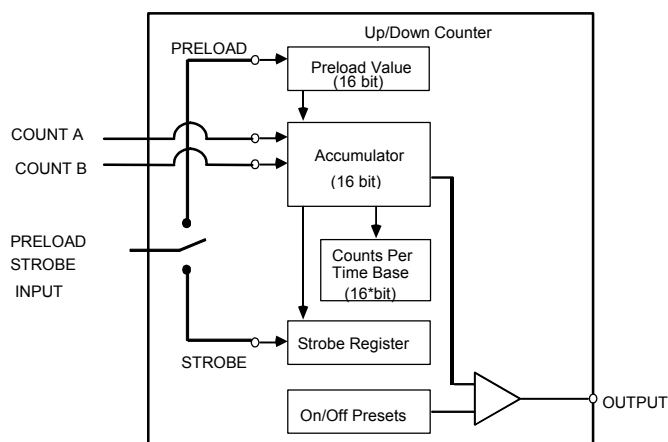 Up/Down Counter
PRELOAD
Preload Value
(16 bit)
COUNT A
COUNT B
Accumulator
(16 bit)
PRELOAD
STROBE
INPUT
Counts Per
Time Base
(16*bit)
STROBE
Strobe Register
On/Off Presets
OUTPUT